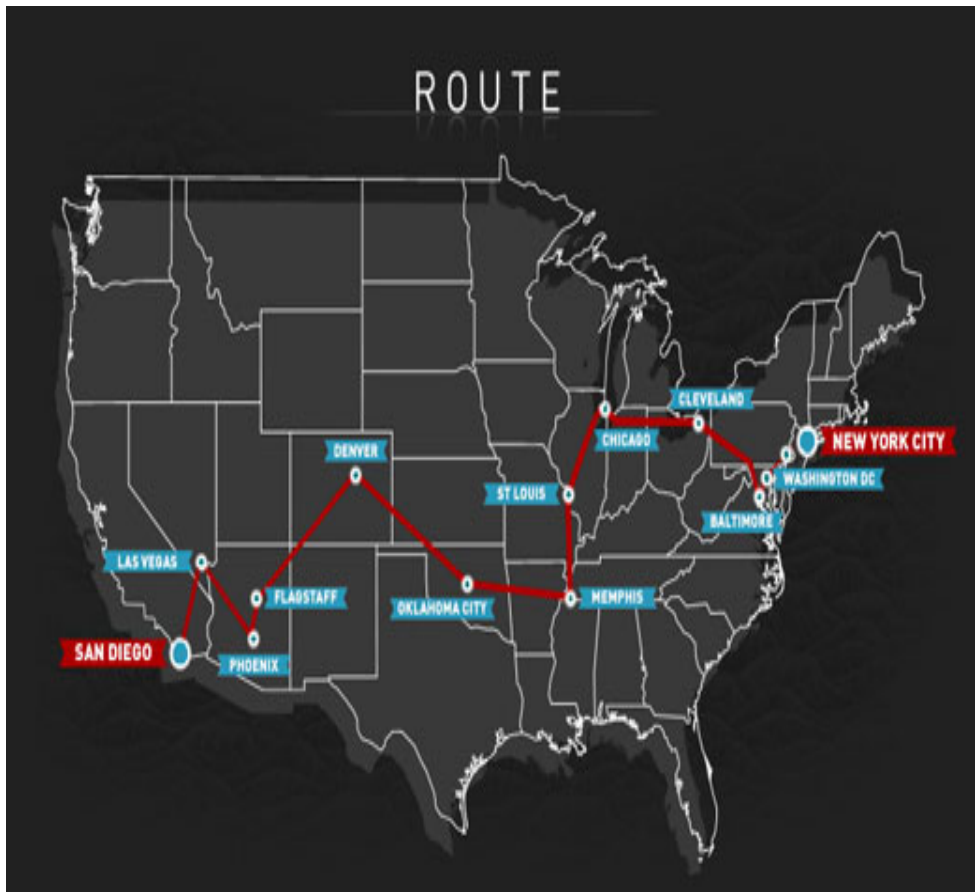 ROUTE
CLEVELAND
CHICAGO
NEW YORK CITY
DENVER
WASHINGTON DC
ST LOUIS
BALTIMORE
LAS VEGAS
FLAGSTAFF
OKLAHOMA CITY
MEMPHIS
SAN DIEGO
PHOENIX